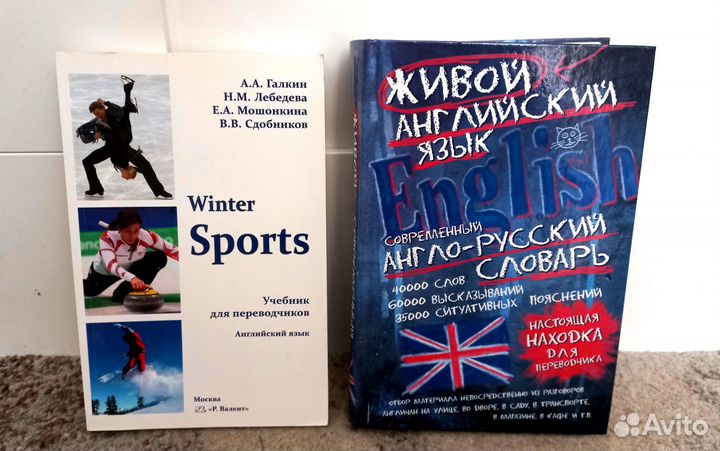 А.А. Галкин
Н.М. Лебедева
Е.А. Мошонкина
В.В. Сдобников
Winter
Sports
Учебник
для переводчиков
Английский язык
Москва
«Р. Валент»
ЖИВОЙ
АНГЛИЙСКИЙ
ЯЗЫК
English
СОВРЕМЕННЫЙ
АНГЛО-РУССКИЙ
СЛОВАРЬ
40000 СЛОВ
60000 ВЫСКАЗЫВАНИЙ
35000 СИТУАТИВНЫХ ПОЯСНЕНИЙ
НАСТОЯЩАЯ
НАХОДКА
ДЛЯ
ПЕРЕВОДЧИКА
ОТБОР МАТЕРИАЛА НЕПОСРЕДСТВЕННО ИЗ РАЗГОВОРОВ
АНГЛИЧАН НА УЛИЦЕ, ВО ДВОРЕ, В САДУ, В ТРАНСПОРТЕ,
В МАГАЗИНЕ, В КАФЕ И Т.П.
Avito